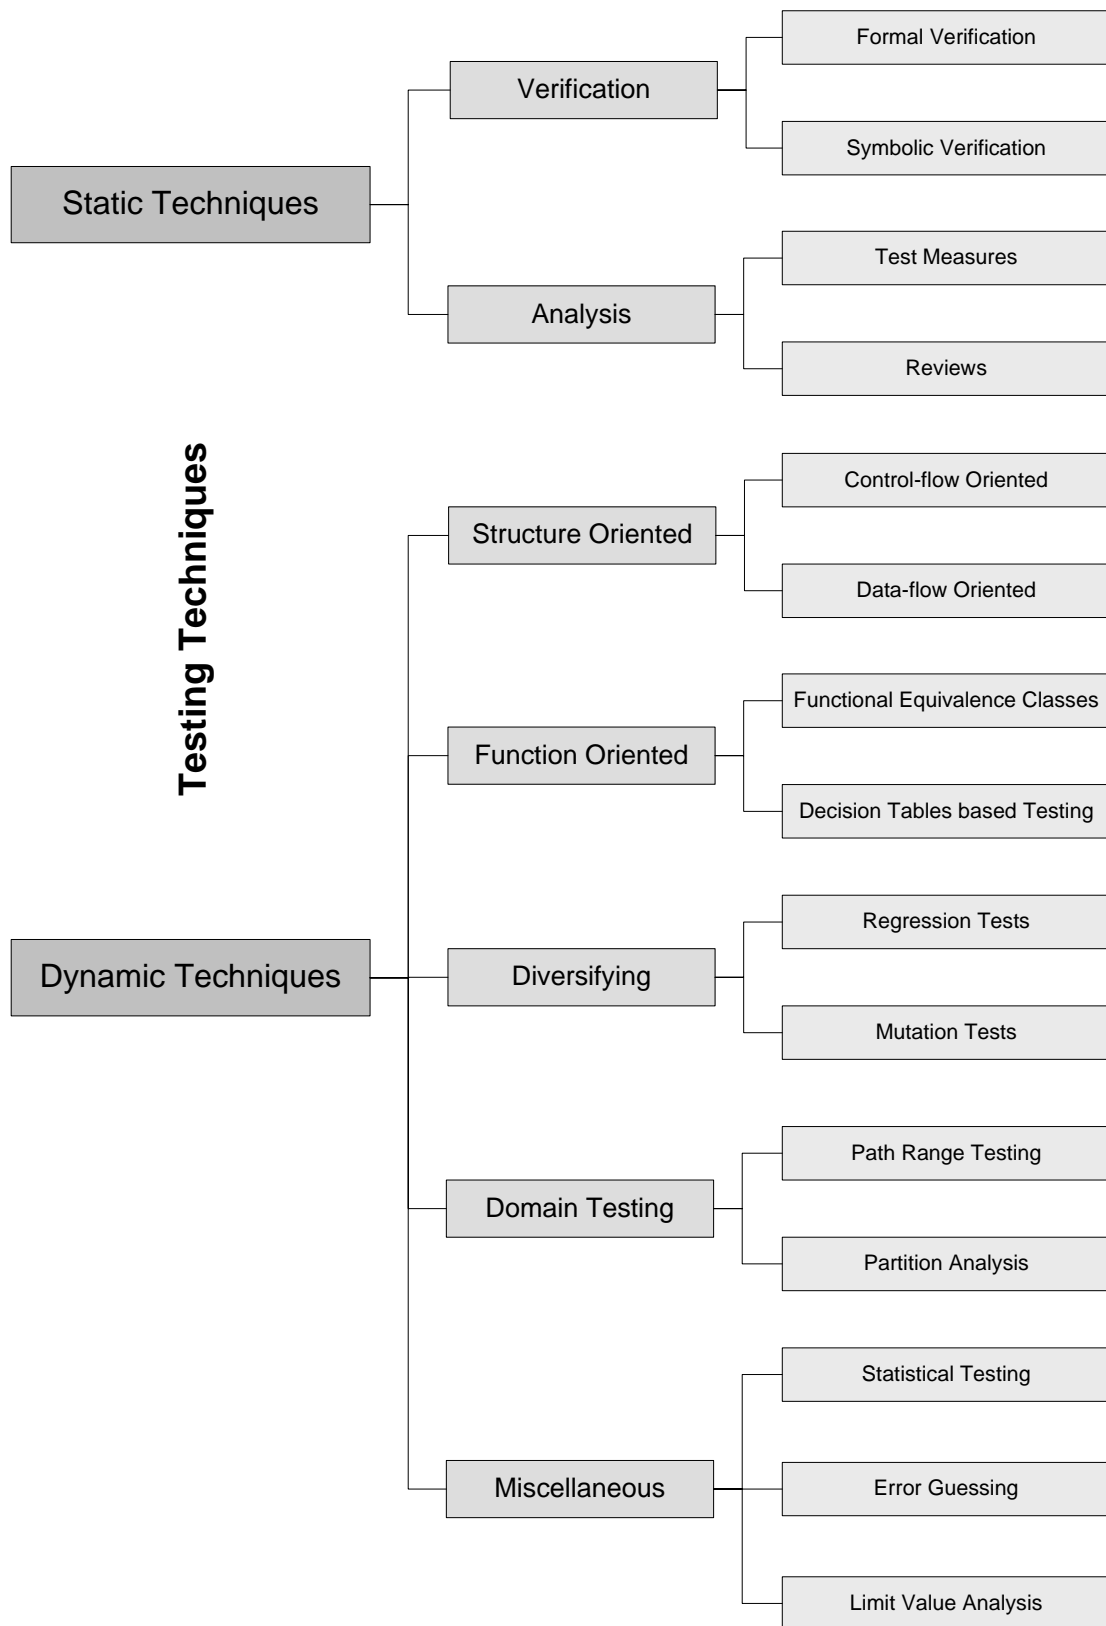 Testing Techniques
Static Techniques
Verification
Formal Verification
Symbolic Verification
Analysis
Test Measures
Reviews
Dynamic Techniques
Structure Oriented
Control-flow Oriented
Data-flow Oriented
Function Oriented
Functional Equivalence Classes
Decision Tables based Testing
Diversifying
Regression Tests
Mutation Tests
Domain Testing
Path Range Testing
Partition Analysis
Miscellaneous
Statistical Testing
Error Guessing
Limit Value Analysis